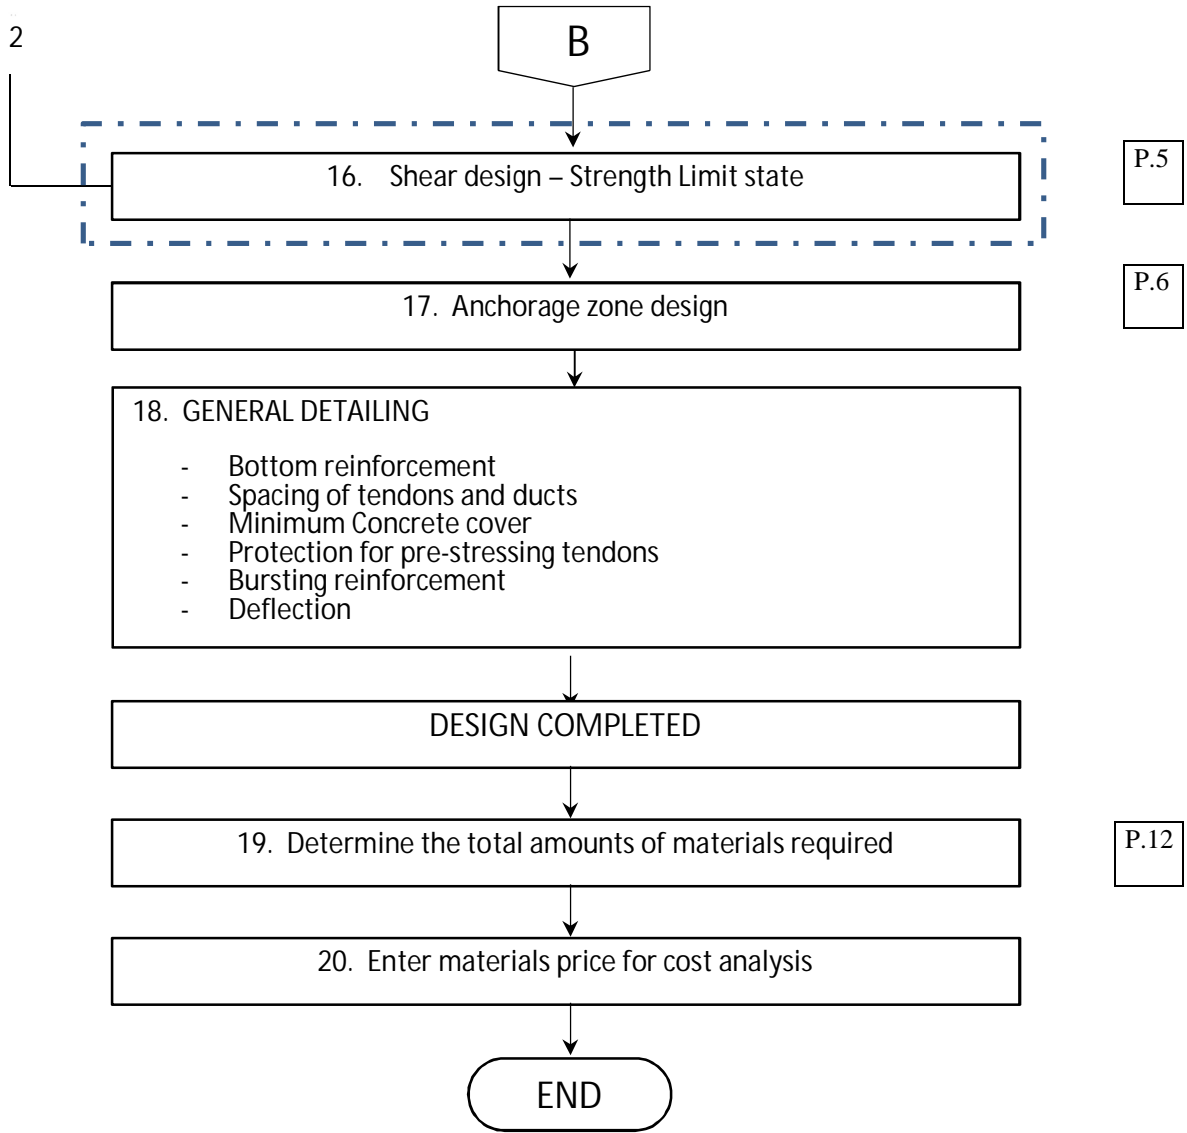 2
B
16. Shear design – Strength Limit state
P.5
17. Anchorage zone design
P.6
18. GENERAL DETAILING
- Bottom reinforcement
- Spacing of tendons and ducts
- Minimum Concrete cover
- Protection for pre-stressing tendons
- Bursting reinforcement
- Deflection
DESIGN COMPLETED
19. Determine the total amounts of materials required
P.12
20. Enter materials price for cost analysis
END